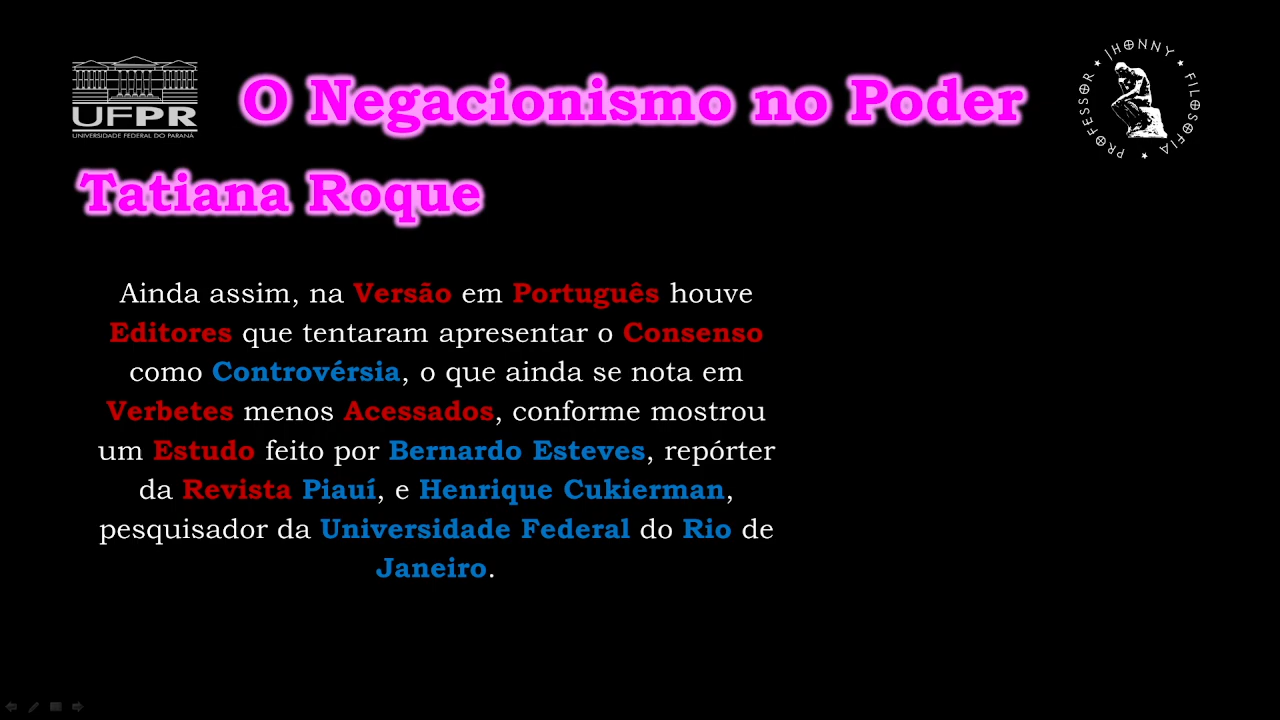 UFPR
UNIVERSIDADE FEDERAL DO PARANÁ
O Negacionismo no Poder
PROFESSOR ★ JHONNY ★ FILOSOFIA ★
Tatiana Roque
Ainda assim, na Versão em Português houve
Editores que tentaram apresentar o Consenso
como Controvérsia, o que ainda se nota em
Verbetes menos Acessados, conforme mostrou
um Estudo feito por Bernardo Esteves, repórter
da Revista Piauí, e Henrique Cukierman,
pesquisador da Universidade Federal do Rio de
Janeiro.